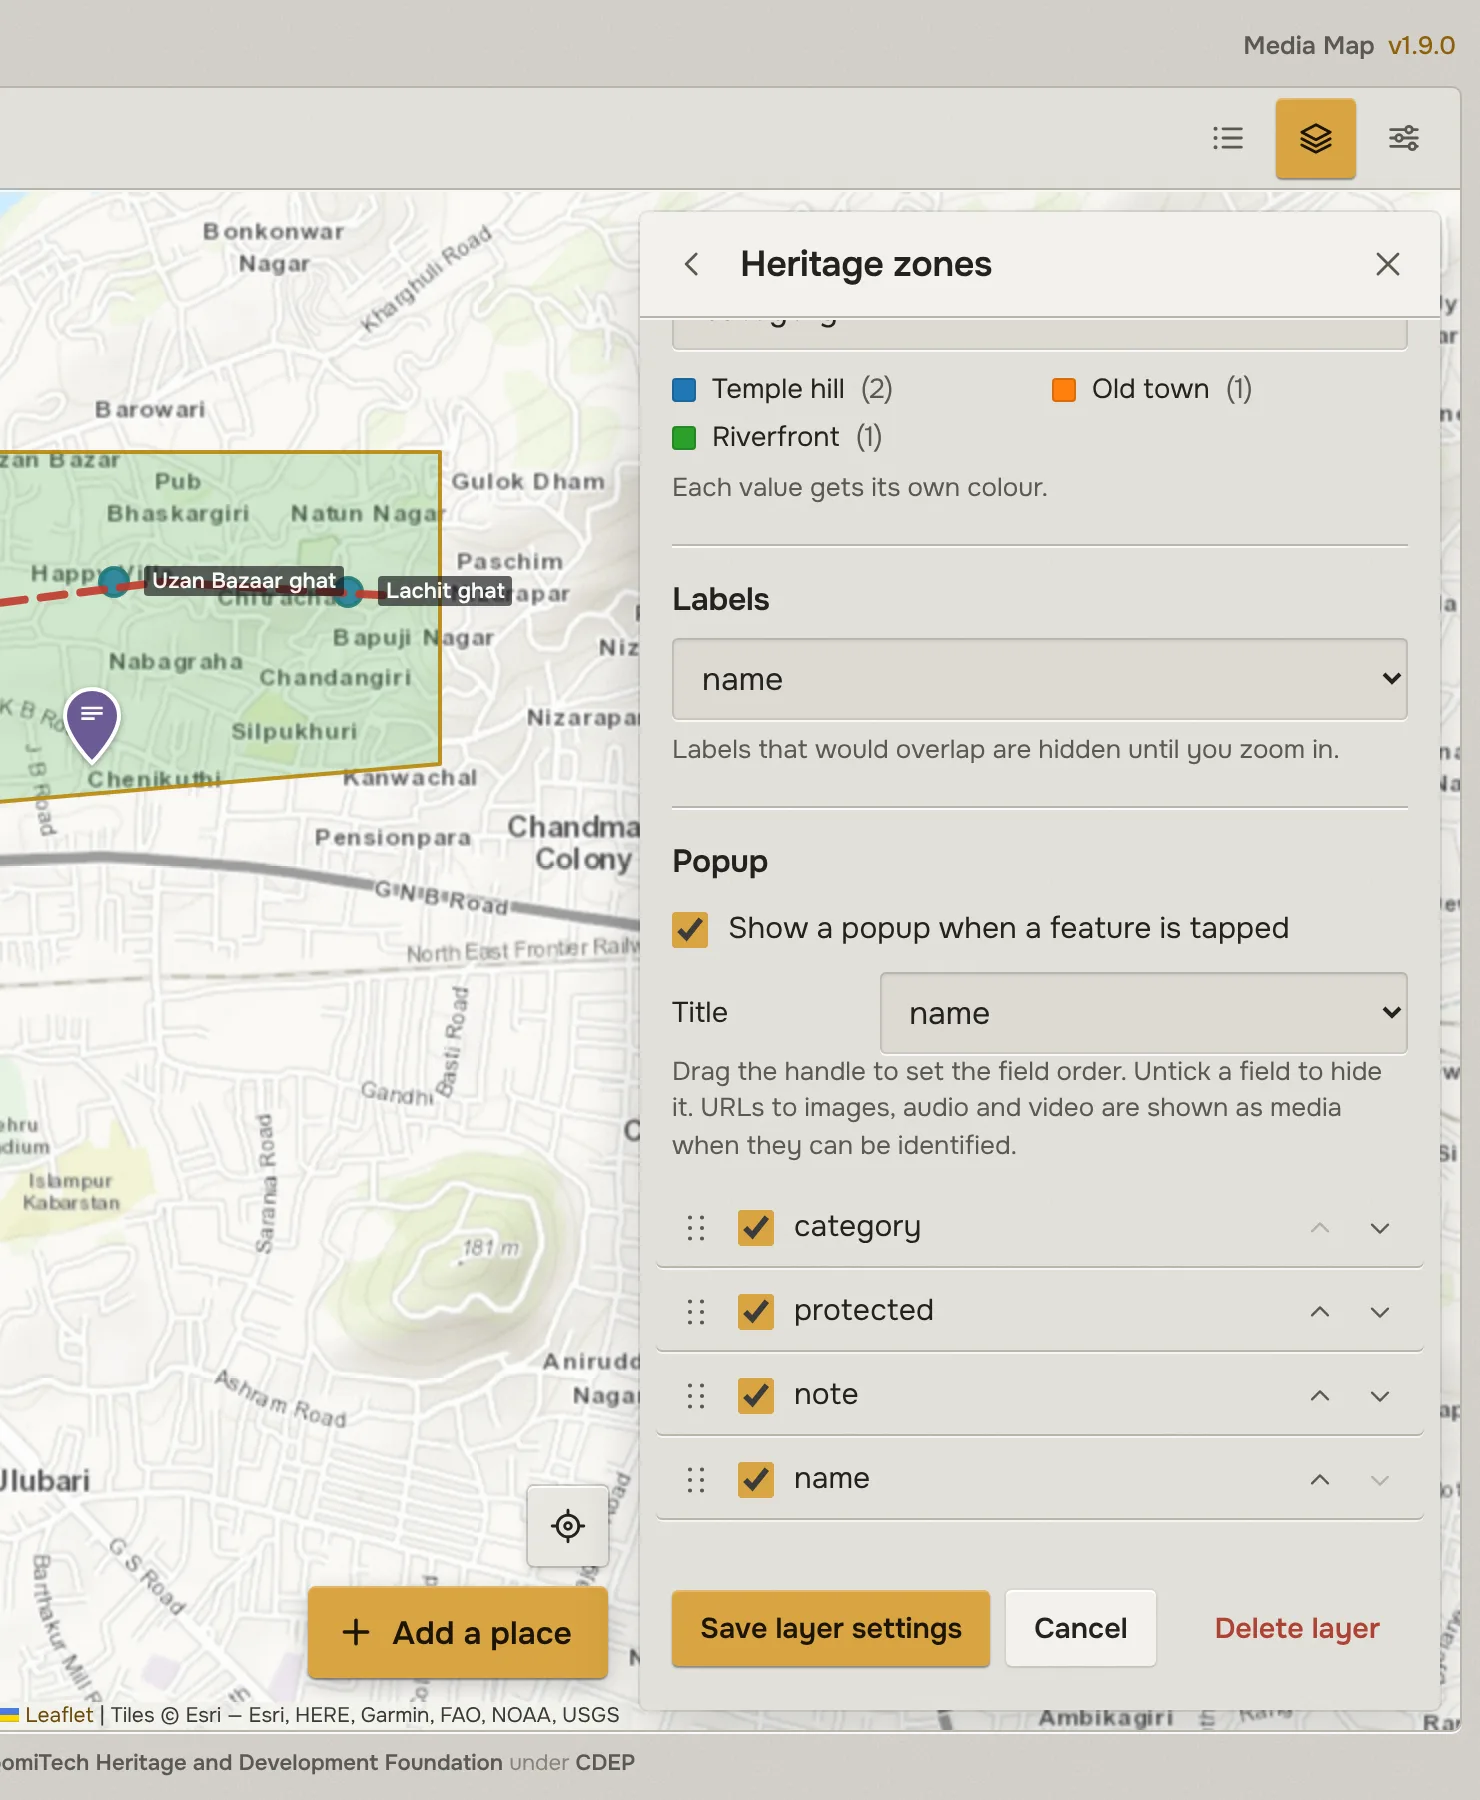 Media Map v1.9.0
Heritage zones
Temple hill (2)
Old town (1)
Riverfront (1)
Each value gets its own colour.
Labels
name
Labels that would overlap are hidden until you zoom in.
Popup
Show a popup when a feature is tapped
Title
name
Drag the handle to set the field order. Untick a field to hide
it. URLs to images, audio and video are shown as media
when they can be identified.
category
protected
note
name
Save layer settings
Cancel
Delete layer
Bonkonwar
Nagar
Kharghuli Road
Barowari
Pub
Bhaskargiri
Natun Nagar
Gulok Dham
Paschim
Uzan Bazaar ghat
Lachit ghat
Bapuji Nagar
Nabagraha
Chandangiri
Silpukhuri
Chenikuthi
Kanwachal
J B Road
Pensionpara
Colony
G N B Road
North East Frontier
Basti Road
Gandhi
Sarania Road
Islampur
Kabarstan
181 m
Ashram Road
Nagar
Ulubari
G S Road
Barthakur Mill
Add a place
Leaflet | Tiles © Esri — Esri, HERE, Garmin, FAO, NOAA, USGS
Ambikagiri
Heritage and Development Foundation under CDEP